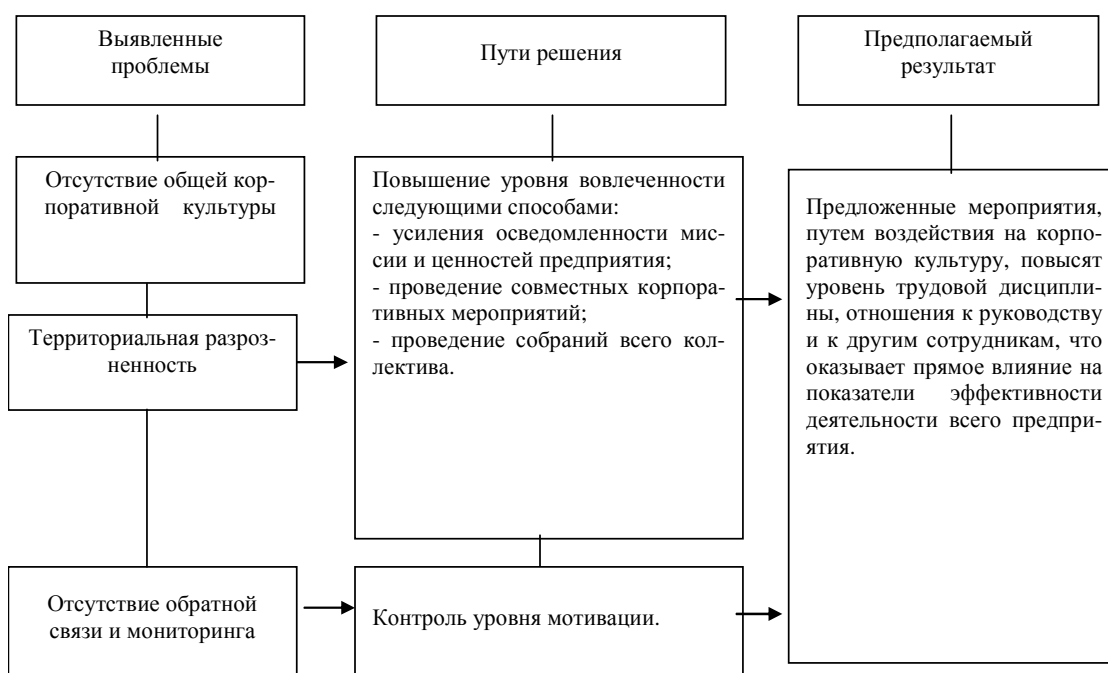 Выявленные
проблемы
Пути решения
Предполагаемый
результат
Отсутствие общей кор-
поративной культуры
Территориальная разроз-
ненность
Отсутствие обратной
связи и мониторинга
Повышение уровня вовлеченности
следующими способами:
- усиления осведомленности мис-
сии и ценностей предприятия;
- проведение совместных корпора-
тивных мероприятий;
- проведение собраний всего кол-
лектива.
Контроль уровня мотивации.
Предложенные мероприятия,
путем воздействия на корпо-
ративную культуру, повысят
уровень трудовой дисципли-
ны, отношения к руководству
и к другим сотрудникам, что
оказывает прямое влияние на
показатели эффективности
деятельности всего предпри-
ятия.